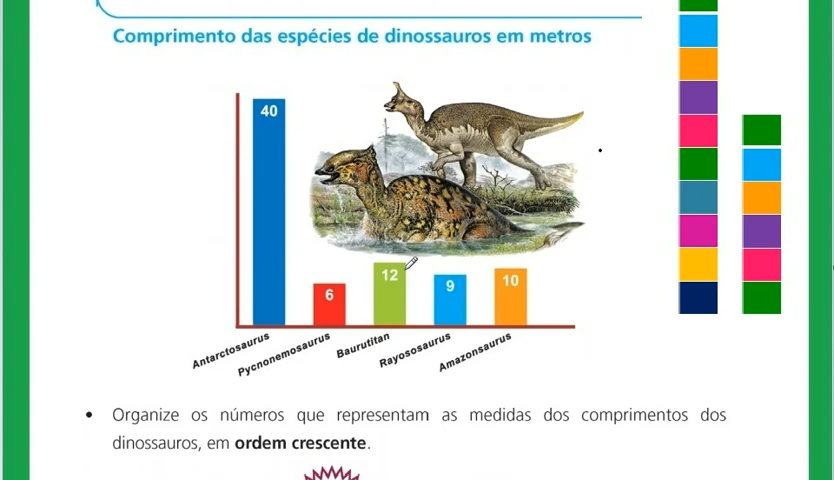 Comprimento das espécies de dinossauros em metros
40
6
12
9
10
Antarctosaurus
Pycnonemosaurus
Baurutitan
Rayososaurus
Amazonsaurus
• Organize os números que representam as medidas dos comprimentos dos
dinossauros, em ordem crescente.